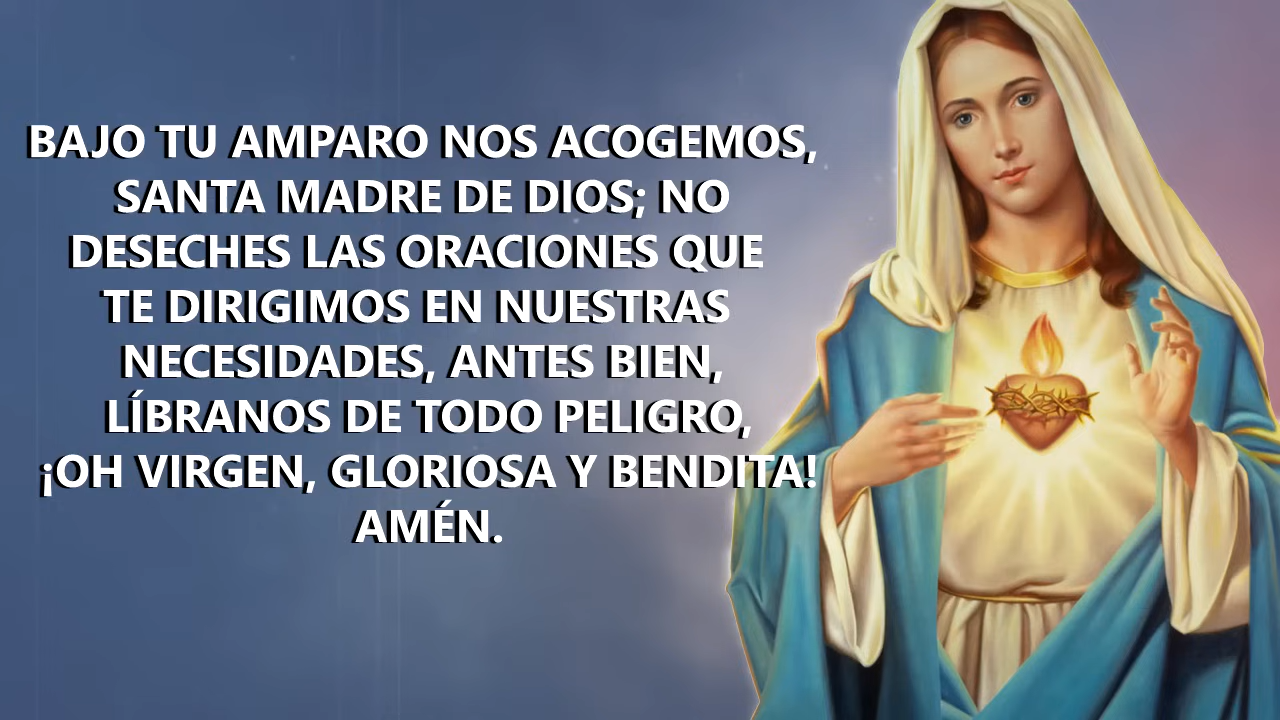 BAJO TU AMPARO NOS ACOGEMOS,
SANTA MADRE DE DIOS; NO
DESECHES LAS ORACIONES QUE
TE DIRIGIMOS EN NUESTRAS
NECESIDADES, ANTES BIEN,
LÍBRANOS DE TODO PELIGRO,
¡OH VIRGEN, GLORIOSA Y BENDITA!
AMÉN.